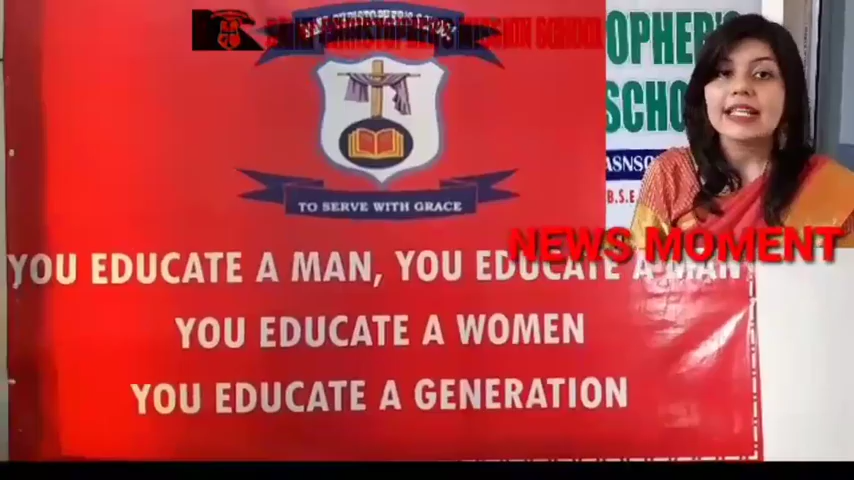 OPHER'S
SCHO
ASNSO
B.S.E
TO SERVE WITH GRACE
NEWS MOMENT
YOU EDUCATE A MAN, YOU EDUCATE A MAN
YOU EDUCATE A WOMEN
YOU EDUCATE A GENERATION